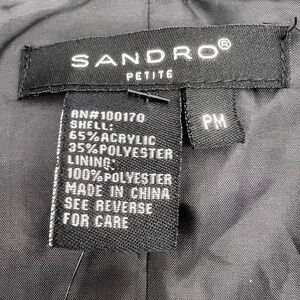 SANDRO®
PETITE
PM
RN#100170
SHELL:
65%ACRYLIC
35%POLYESTER
LINING:
100%POLYESTER
MADE IN CHINA
SEE REVERSE
FOR CARE